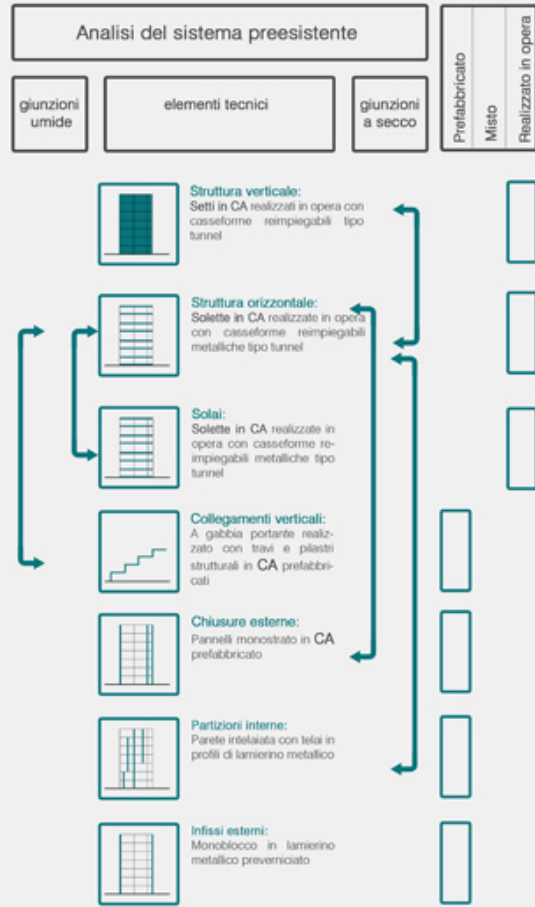 Analisi del sistema preesistente
giunzioni
umide
elementi tecnici
giunzioni
a secco
Prefabbricato
Misto
Realizzato in opera
Struttura verticale:
Setti in CA realizzati in opera con
casseforme reimpiegabili tipo
tunnel
Struttura orizzontale:
Solette in CA realizzate in opera
con casseforme reimpiegabili
metalliche tipo tunnel
Solai:
Solette in CA realizzate in
opera con casseforme re-
impiegabili metalliche tipo
tunnel
Collegamenti verticali:
A gabbia portante realiz-
zato con travi e pilastri
strutturali in CA prefabbri-
cati
Chiusure esterne:
Pannelli monostrato in CA
prefabbricato
Partizioni interne:
Parete intelaiata con telai in
profili di lamierino metallico
Infissi esterni:
Monoblocco in lamierino
metallico preverniciato